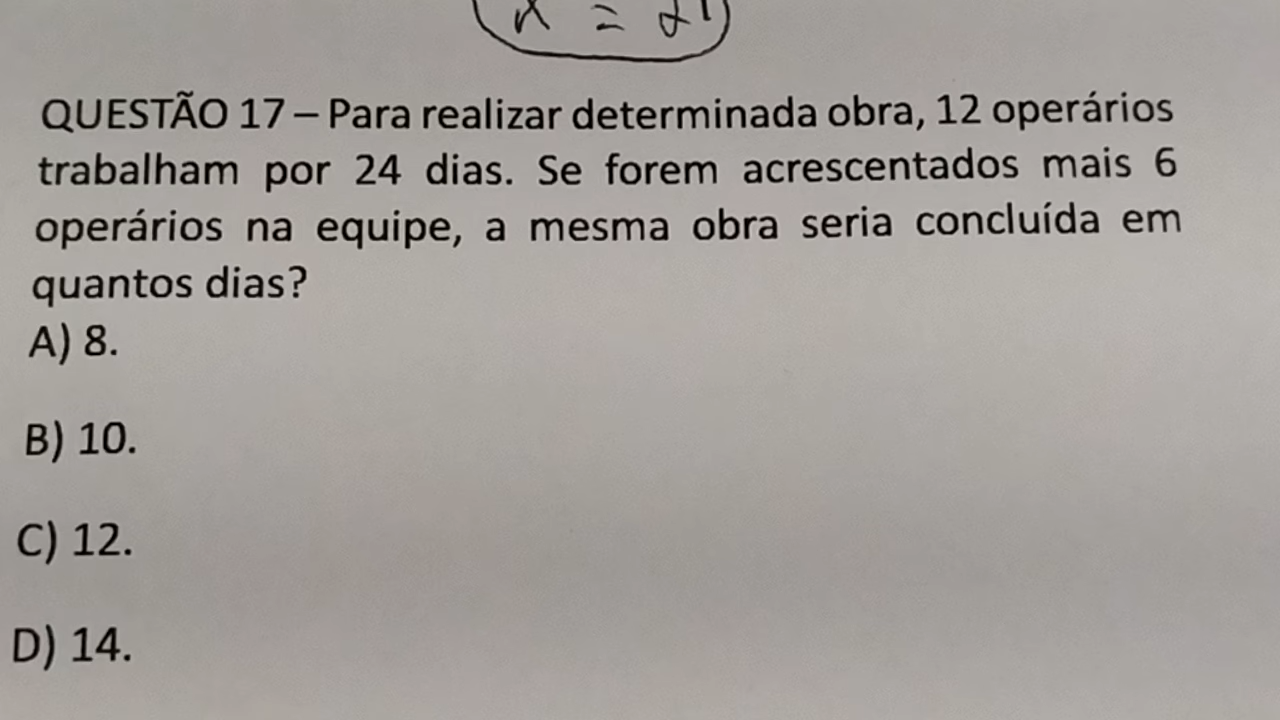 x = 21
QUESTÃO 17 – Para realizar determinada obra, 12 operários
trabalham por 24 dias. Se forem acrescentados mais 6
operários na equipe, a mesma obra seria concluída em
quantos dias?
A) 8.
B) 10.
C) 12.
D) 14.